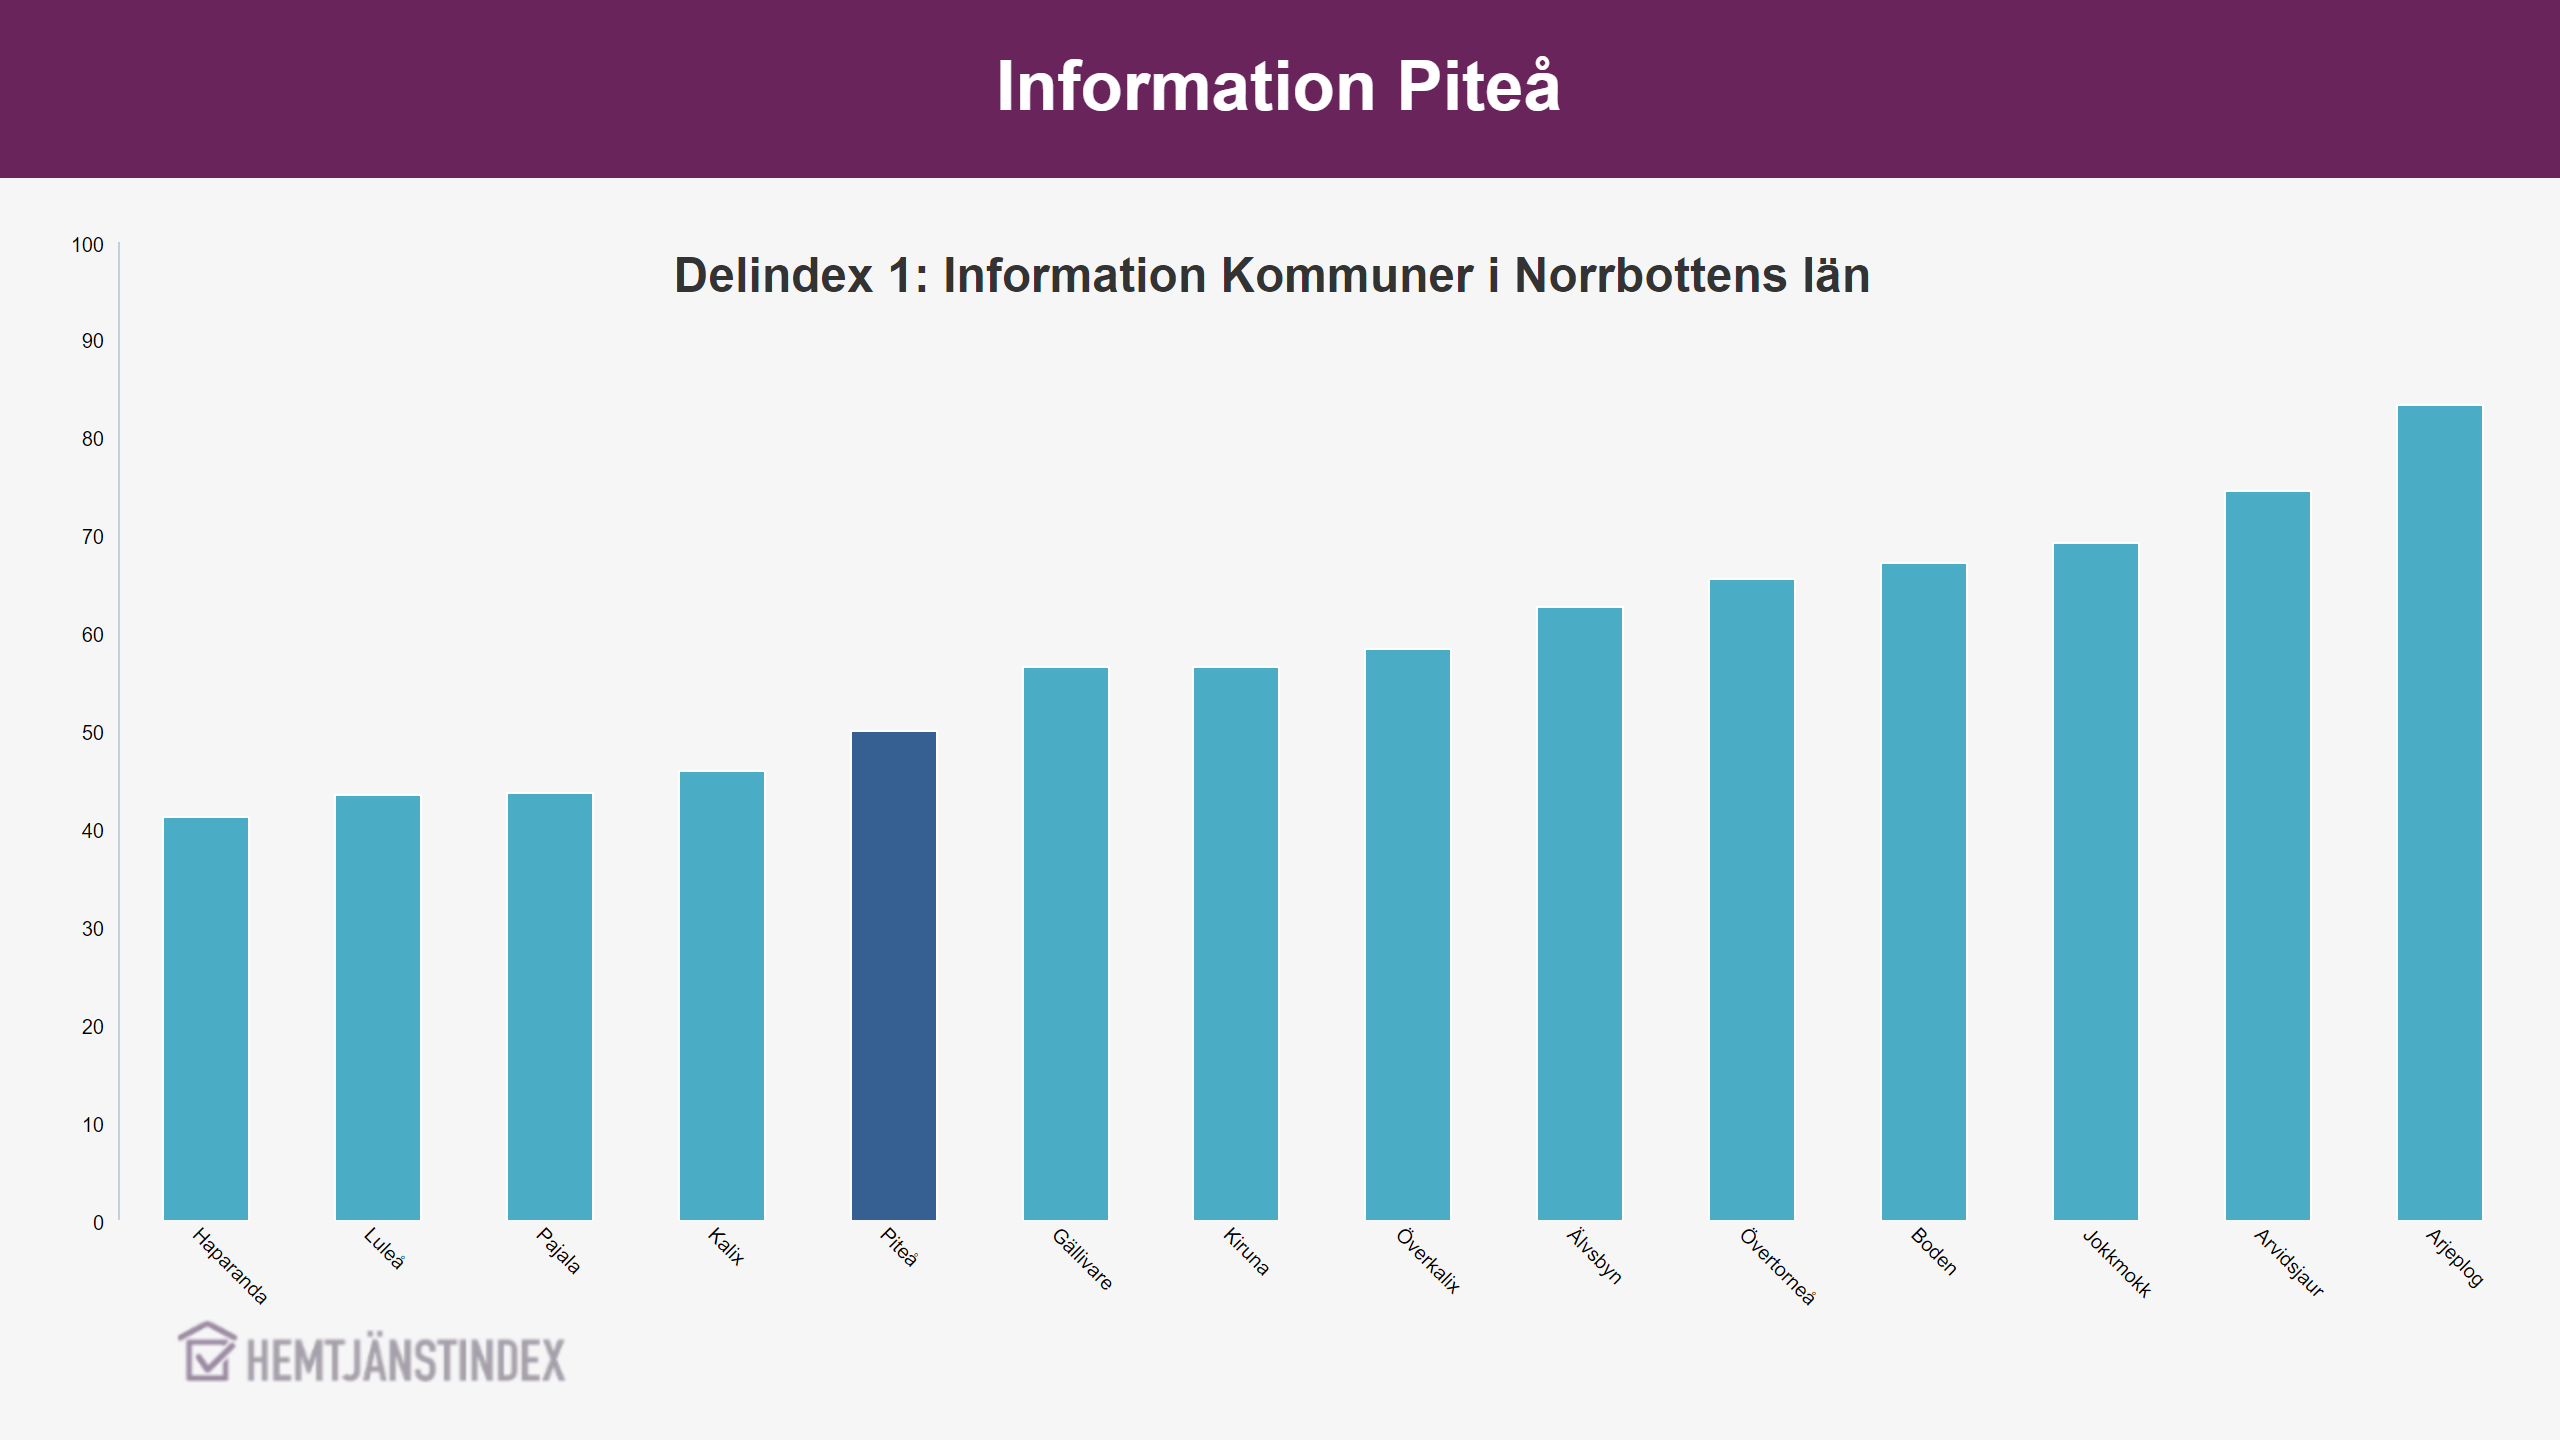 Information Piteå
Delindex 1: Information Kommuner i Norrbottens län
100
90
80
70
60
50
40
30
20
10
0
Haparanda
Luleå
Pajala
Kalix
Piteå
Gällivare
Kiruna
Överkalix
Älvsbyn
Övertorneå
Boden
Jokkmokk
Arvidsjaur
Arjeplog
HEMTJÄNSTINDEX